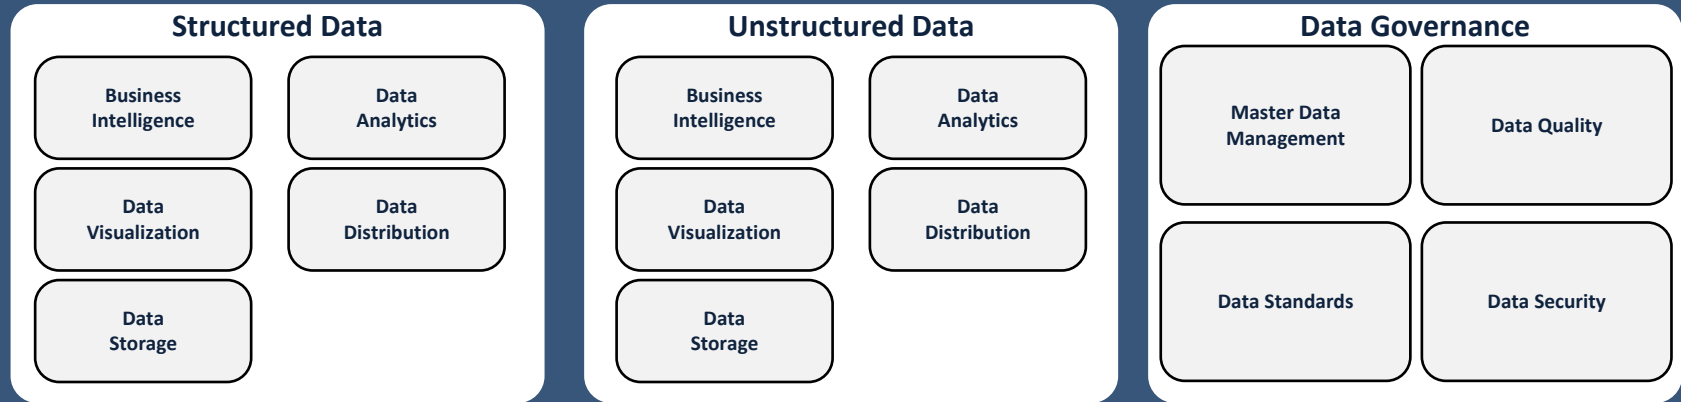 Structured Data
Business
Intelligence
Data
Analytics
Data
Visualization
Data
Distribution
Data
Storage
Unstructured Data
Business
Intelligence
Data
Analytics
Data
Visualization
Data
Distribution
Data
Storage
Data Governance
Master Data
Management
Data Quality
Data Standards
Data Security